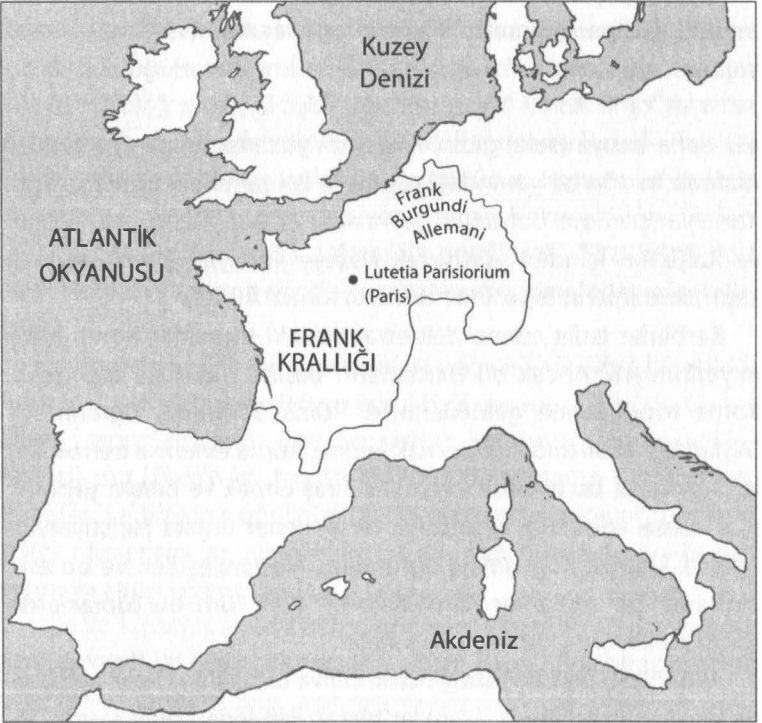 Kuzey
Denizi
Frank
Burgundi
Allemani
ATLANTİK
OKYANUSU
Lutetia Parisiorium
(Paris)
FRANK
KRALLIĞI
Akdeniz